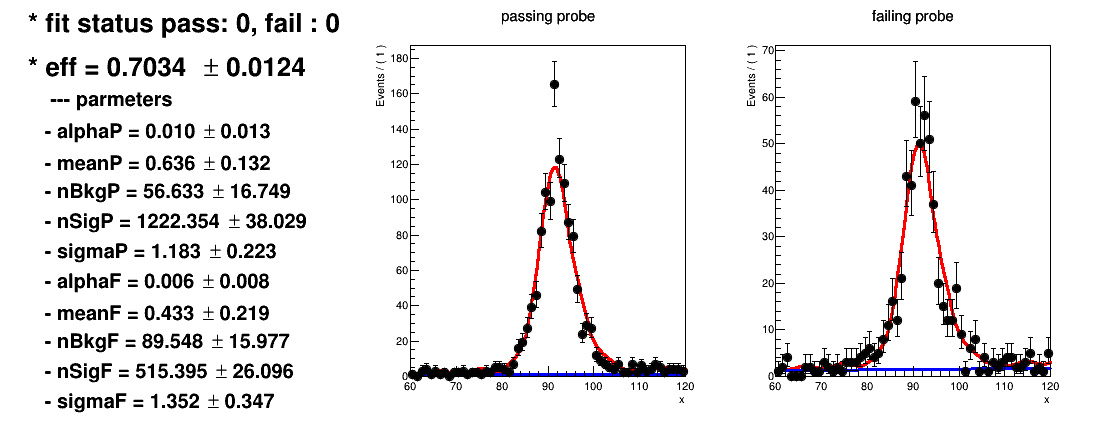 * fit status pass: 0, fail : 0
* eff = 0.7034 ± 0.0124
--- parmeters
- alphaP = 0.010 ± 0.013
- meanP = 0.636 ± 0.132
- nBkgP = 56.633 ± 16.749
- nSigP = 1222.354 ± 38.029
- sigmaP = 1.183 ± 0.223
- alphaF = 0.006 ± 0.008
- meanF = 0.433 ± 0.219
- nBkgF = 89.548 ± 15.977
- nSigF = 515.395 ± 26.096
- sigmaF = 1.352 ± 0.347
passing probe
Events / ( 1 )
180
160
140
120
100
80
60
40
20
0
60 70 80 90 100 110 120
x
failing probe
Events / ( 1 )
70
60
50
40
30
20
10
0
60 70 80 90 100 110 120
x